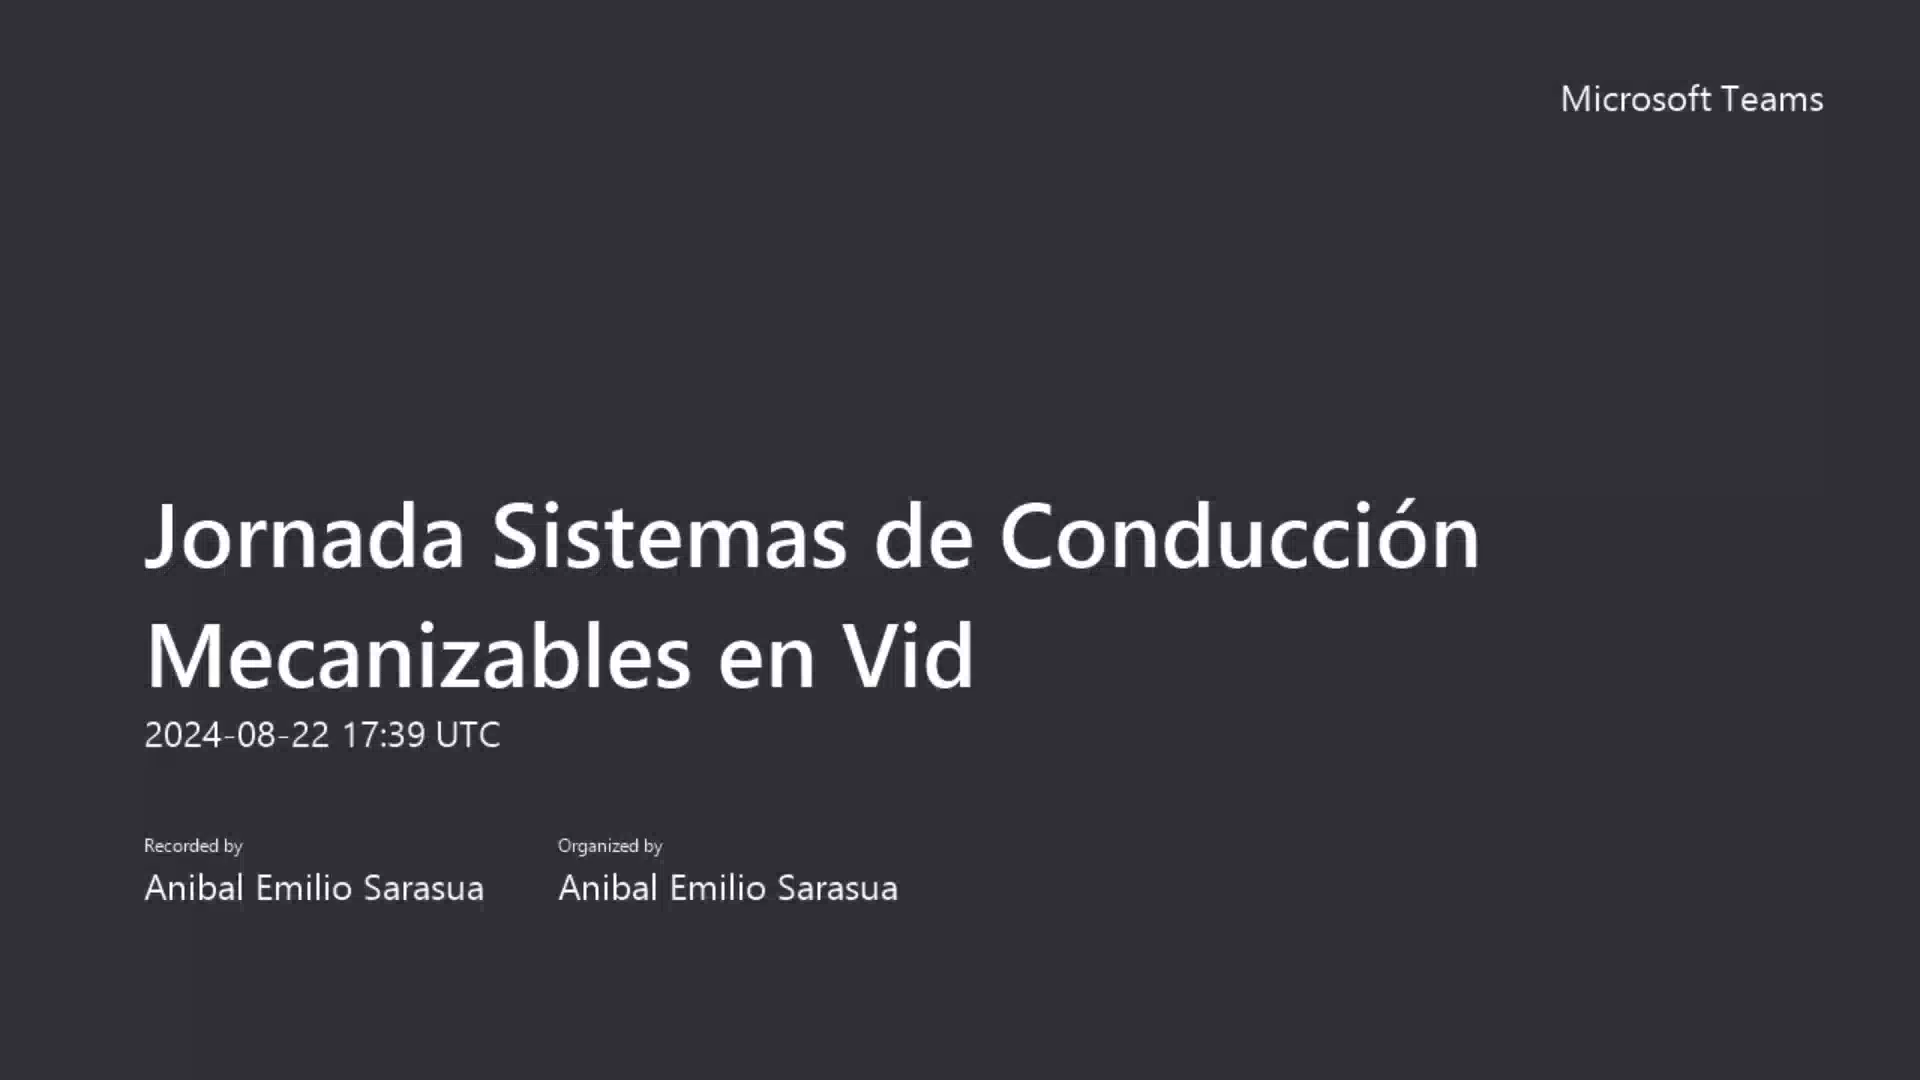 Microsoft Teams
Jornada Sistemas de Conducción
Mecanizables en Vid
2024-08-22 17:39 UTC
Recorded by
Anibal Emilio Sarasua
Organized by
Anibal Emilio Sarasua